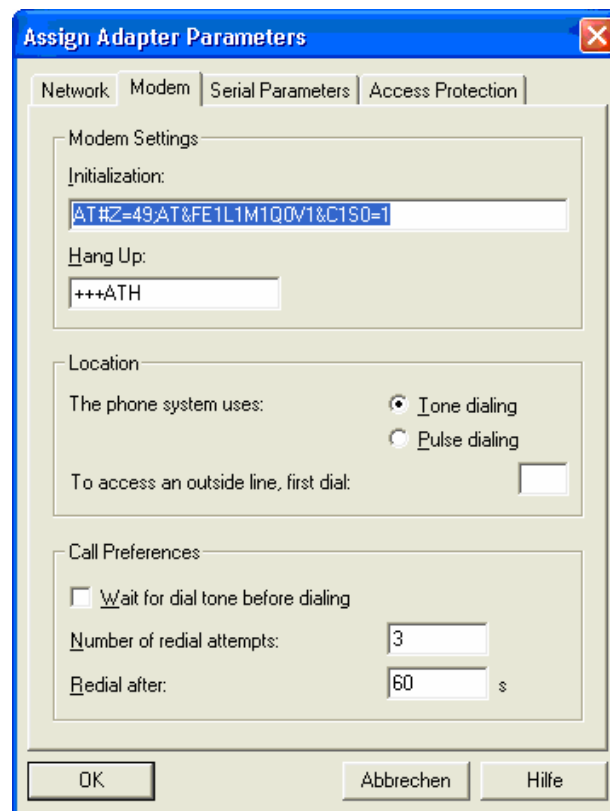 Assign Adapter Parameters
Network Modem Serial Parameters Access Protection
Modem Settings
Initialization:
AT#Z=49;AT&FE1L1M1Q0V1&C1S0=1
Hang Up:
+++ATH
Location
The phone system uses:
Tone dialing
Pulse dialing
To access an outside line, first dial:
Call Preferences
Wait for dial tone before dialing
Number of redial attempts: 3
Redial after: 60 s
OK Abbrechen Hilfe